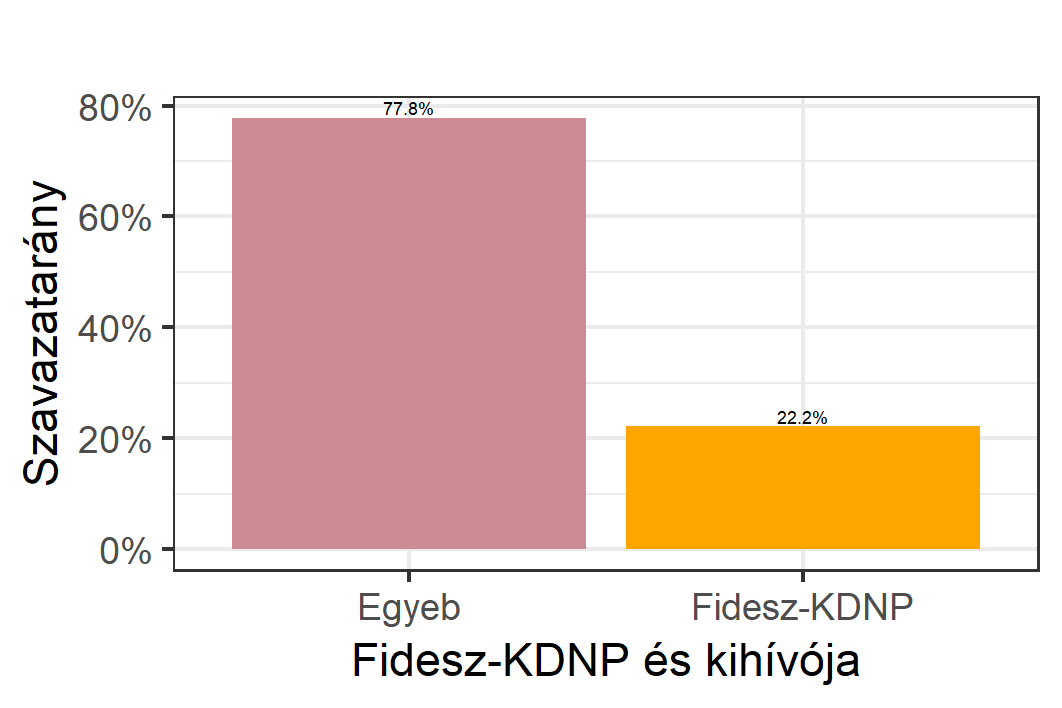 Szavazatarány
80%
60%
40%
20%
0%
77.8%
22.2%
Egyeb
Fidesz-KDNP
Fidesz-KDNP és kihívója